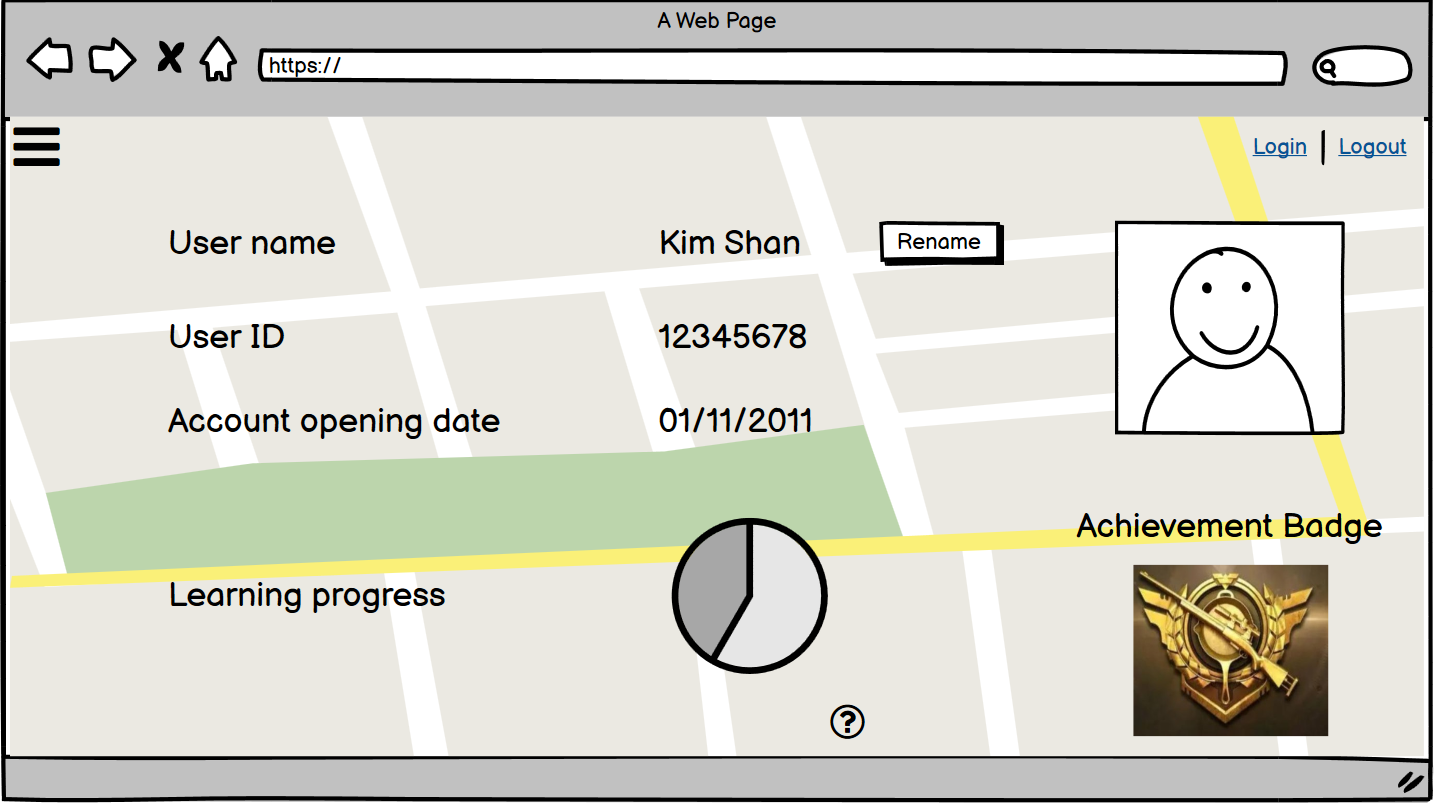 A Web Page
https://
Login | Logout
User name Kim Shan Rename
User ID 12345678
Account opening date 01/11/2011
Achievement Badge
Learning progress
?